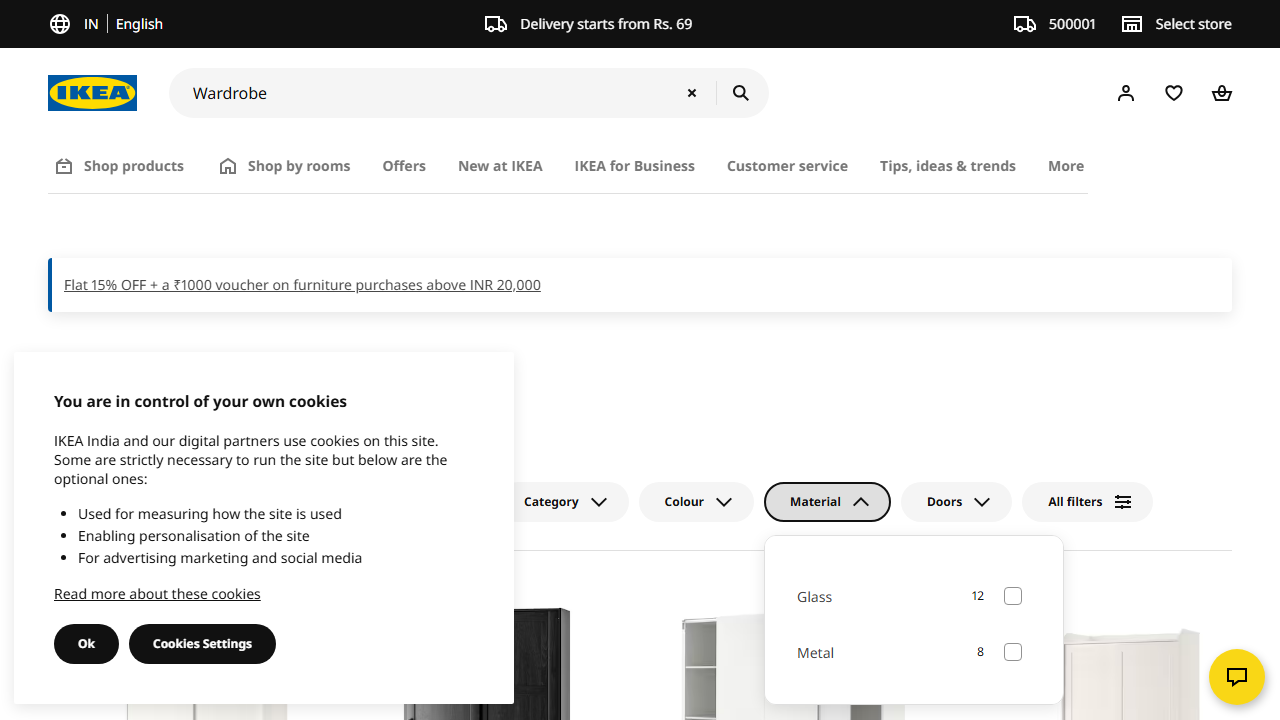 IN | English
Delivery starts from Rs. 69
500001
Select store
IKEA
Wardrobe
Shop products
Shop by rooms
Offers
New at IKEA
IKEA for Business
Customer service
Tips, ideas & trends
More
Flat 15% OFF + a ₹1000 voucher on furniture purchases above INR 20,000
You are in control of your own cookies
IKEA India and our digital partners use cookies on this site.
Some are strictly necessary to run the site but below are the
optional ones:
• Used for measuring how the site is used
• Enabling personalisation of the site
• For advertising marketing and social media
Read more about these cookies
Ok
Cookies Settings
Category
Colour
Material
Doors
All filters
Glass 12
Metal 8